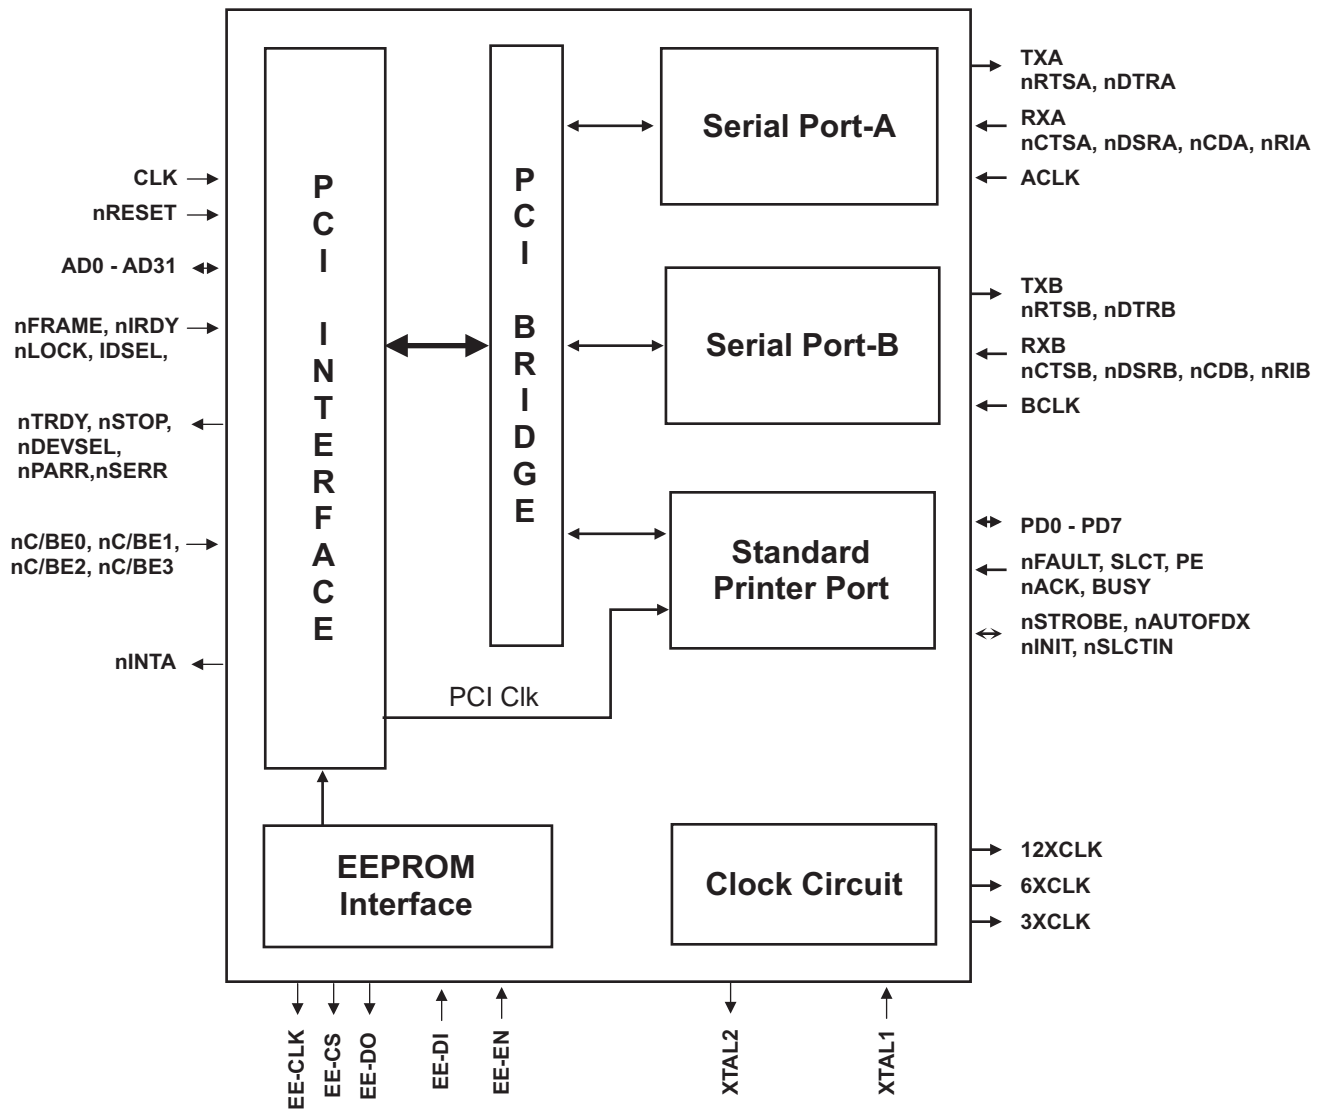 CLK
nRESET
AD0 - AD31
nFRAME, nIRDY
nLOCK, IDSEL,
nTRDY, nSTOP,
nDEVSEL,
nPARR,nSERR
nC/BE0, nC/BE1,
nC/BE2, nC/BE3
nINTA
PCI INTERFACE
PCI BRIDGE
Serial Port-A
Serial Port-B
Standard
Printer Port
PCI Clk
EEPROM
Interface
Clock Circuit
TXA
nRTSA, nDTRA
RXA
nCTSA, nDSRA, nCDA, nRIA
ACLK
TXB
nRTSB, nDTRB
RXB
nCTSB, nDSRB, nCDB, nRIB
BCLK
PD0 - PD7
nFAULT, SLCT, PE
nACK, BUSY
nSTROBE, nAUTOFDX
nINIT, nSLCTIN
12XCLK
6XCLK
3XCLK
EE-CLK
EE-CS
EE-DO
EE-DI
EE-EN
XTAL2
XTAL1